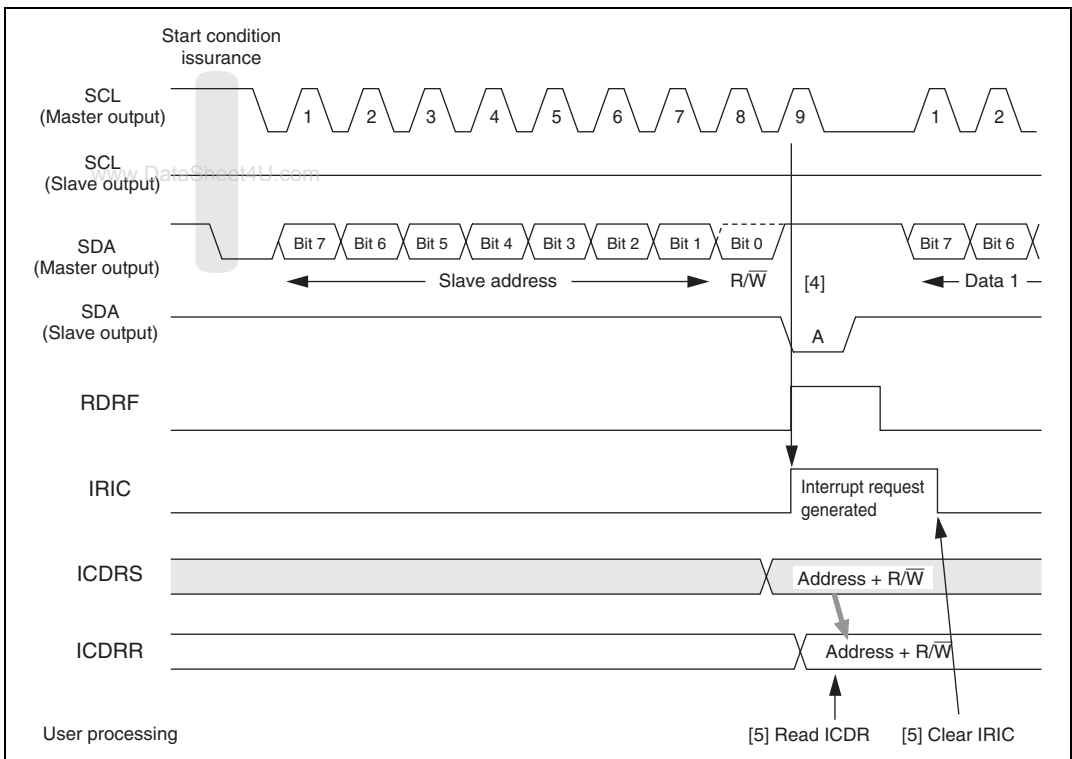 Start condition
issurance
SCL
(Master output)
1 2 3 4 5 6 7 8 9 1 2
SCL
(Slave output)
www.DataSheet4U.com
SDA
(Master output)
Bit 7 Bit 6 Bit 5 Bit 4 Bit 3 Bit 2 Bit 1 Bit 0 Bit 7 Bit 6
Slave address R/W̅ [4] Data 1
SDA
(Slave output)
A
RDRF
IRIC
Interrupt request
generated
ICDRS
Address + R/W̅
ICDRR
Address + R/W̅
User processing
[5] Read ICDR [5] Clear IRIC